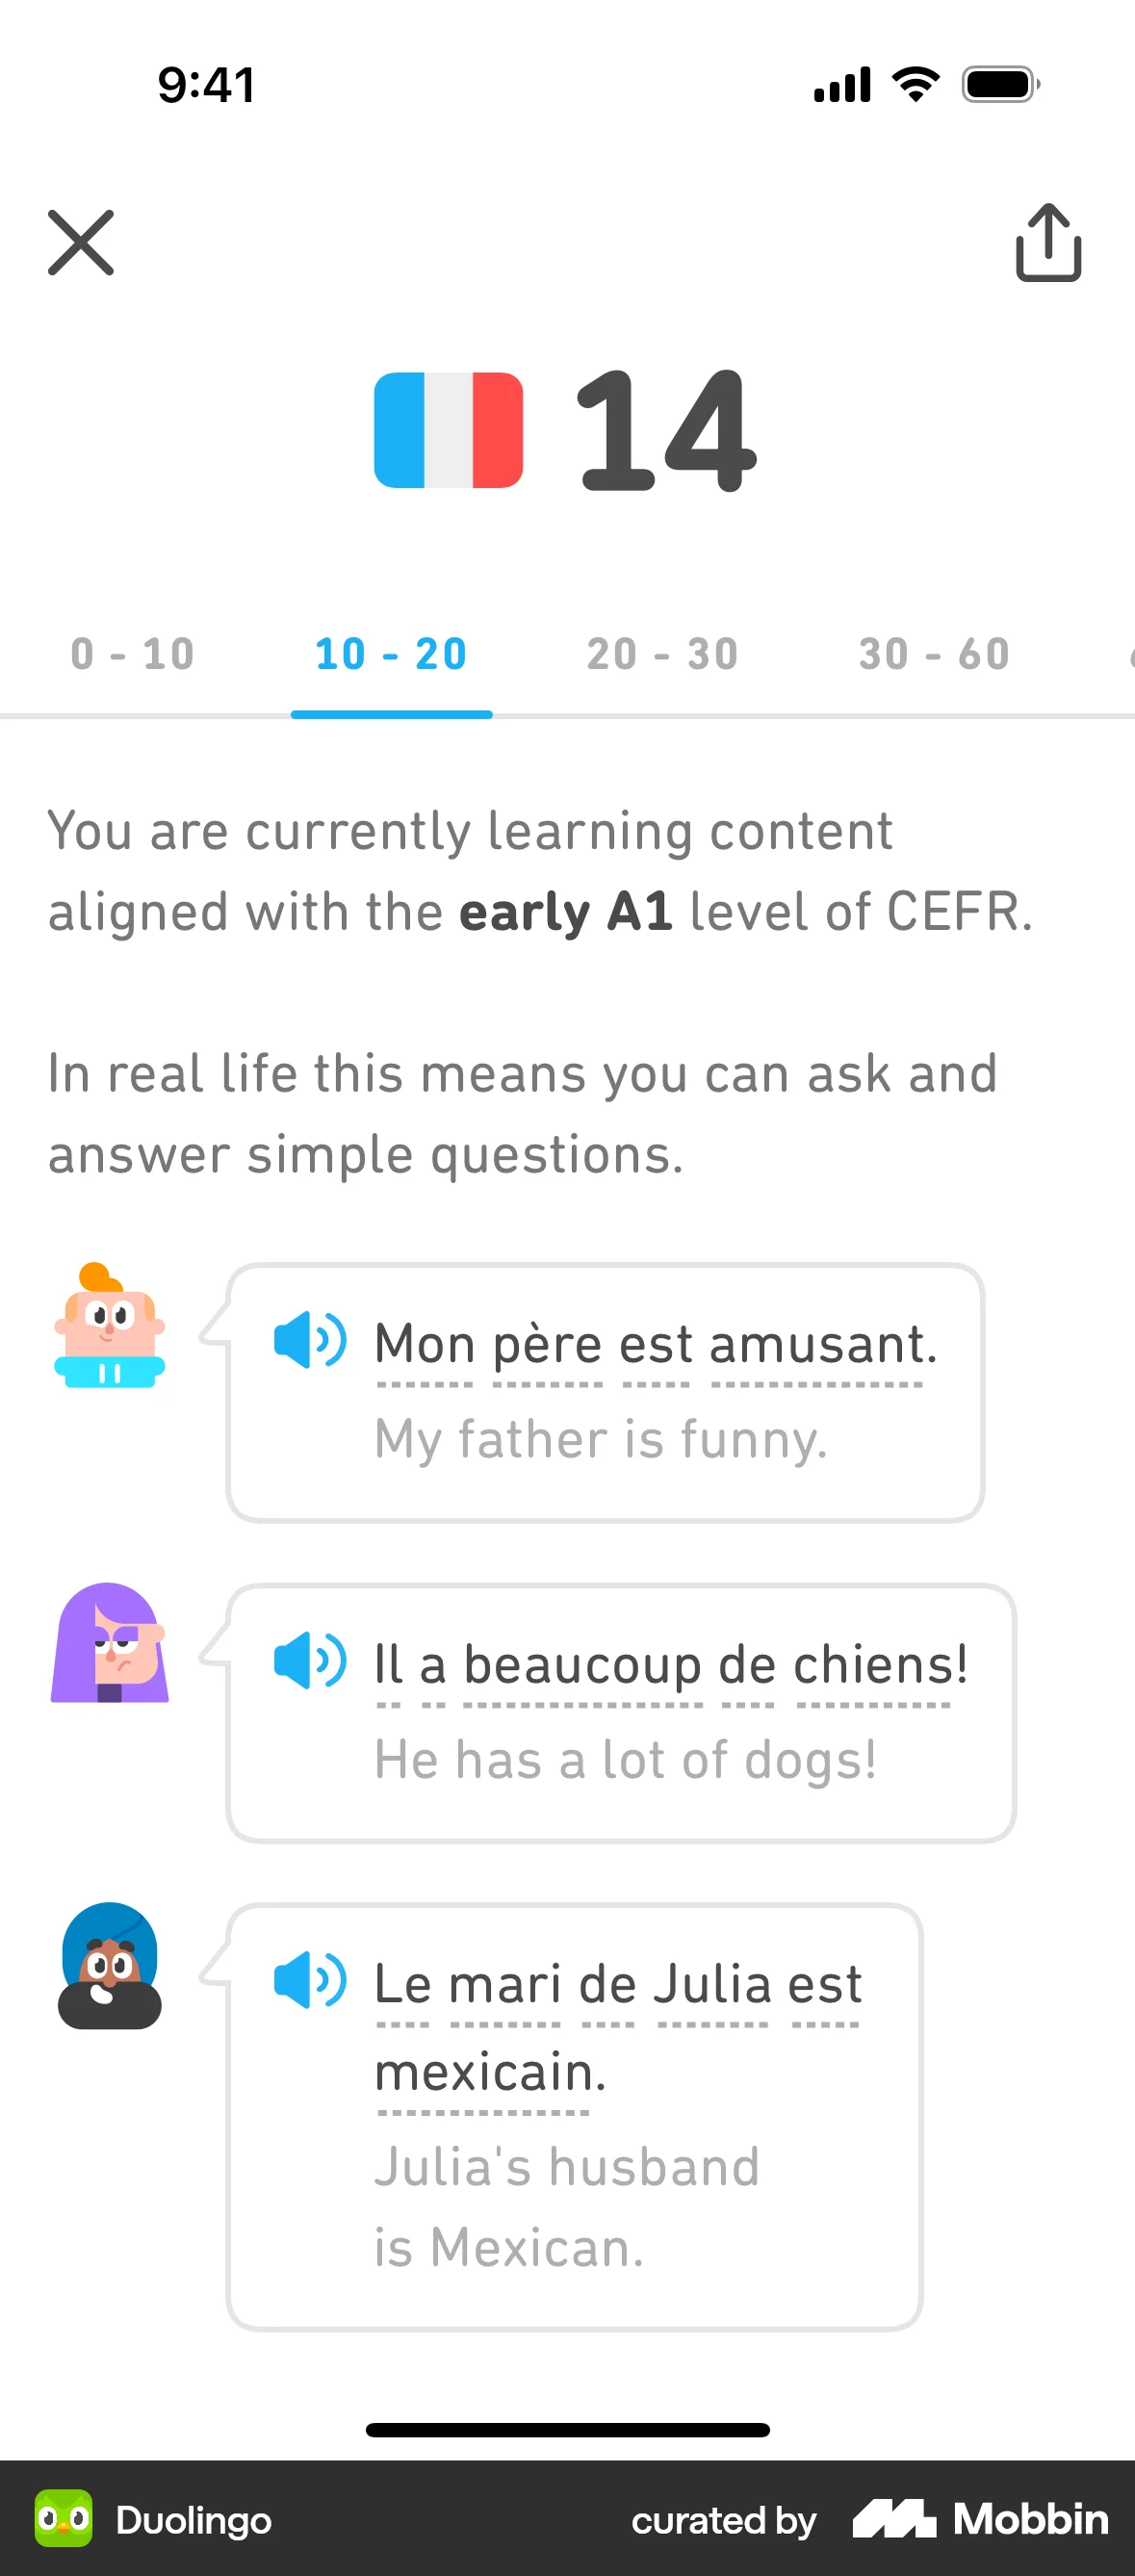 9:41
14
0 - 10 10 - 20 20 - 30 30 - 60
You are currently learning content
aligned with the early A1 level of CEFR.
In real life this means you can ask and
answer simple questions.
Mon père est amusant.
My father is funny.
Il a beaucoup de chiens!
He has a lot of dogs!
Le mari de Julia est
mexicain.
Julia's husband
is Mexican.
Duolingo curated by Mobbin